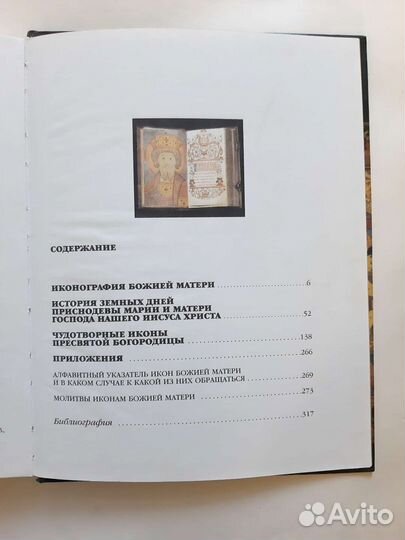 СОДЕРЖАНИЕ
ИКОНОГРАФИЯ БОЖИЕЙ МАТЕРИ 6
ИСТОРИЯ ЗЕМНЫХ ДНЕЙ
ПРИСНОДЕВЫ МАРИИ И МАТЕРИ
ГОСПОДА НАШЕГО ИИСУСА ХРИСТА 52
ЧУДОТВОРНЫЕ ИКОНЫ
ПРЕСВЯТОЙ БОГОРОДИЦЫ 138
ПРИЛОЖЕНИЯ 266
АЛФАВИТНЫЙ УКАЗАТЕЛЬ ИКОН БОЖИЕЙ МАТЕРИ
И В КАКОМ СЛУЧАЕ К КАКОЙ ИЗ НИХ ОБРАЩАТЬСЯ 269
МОЛИТВЫ ИКОНАМ БОЖИЕЙ МАТЕРИ 273
Библиография 317
Avito